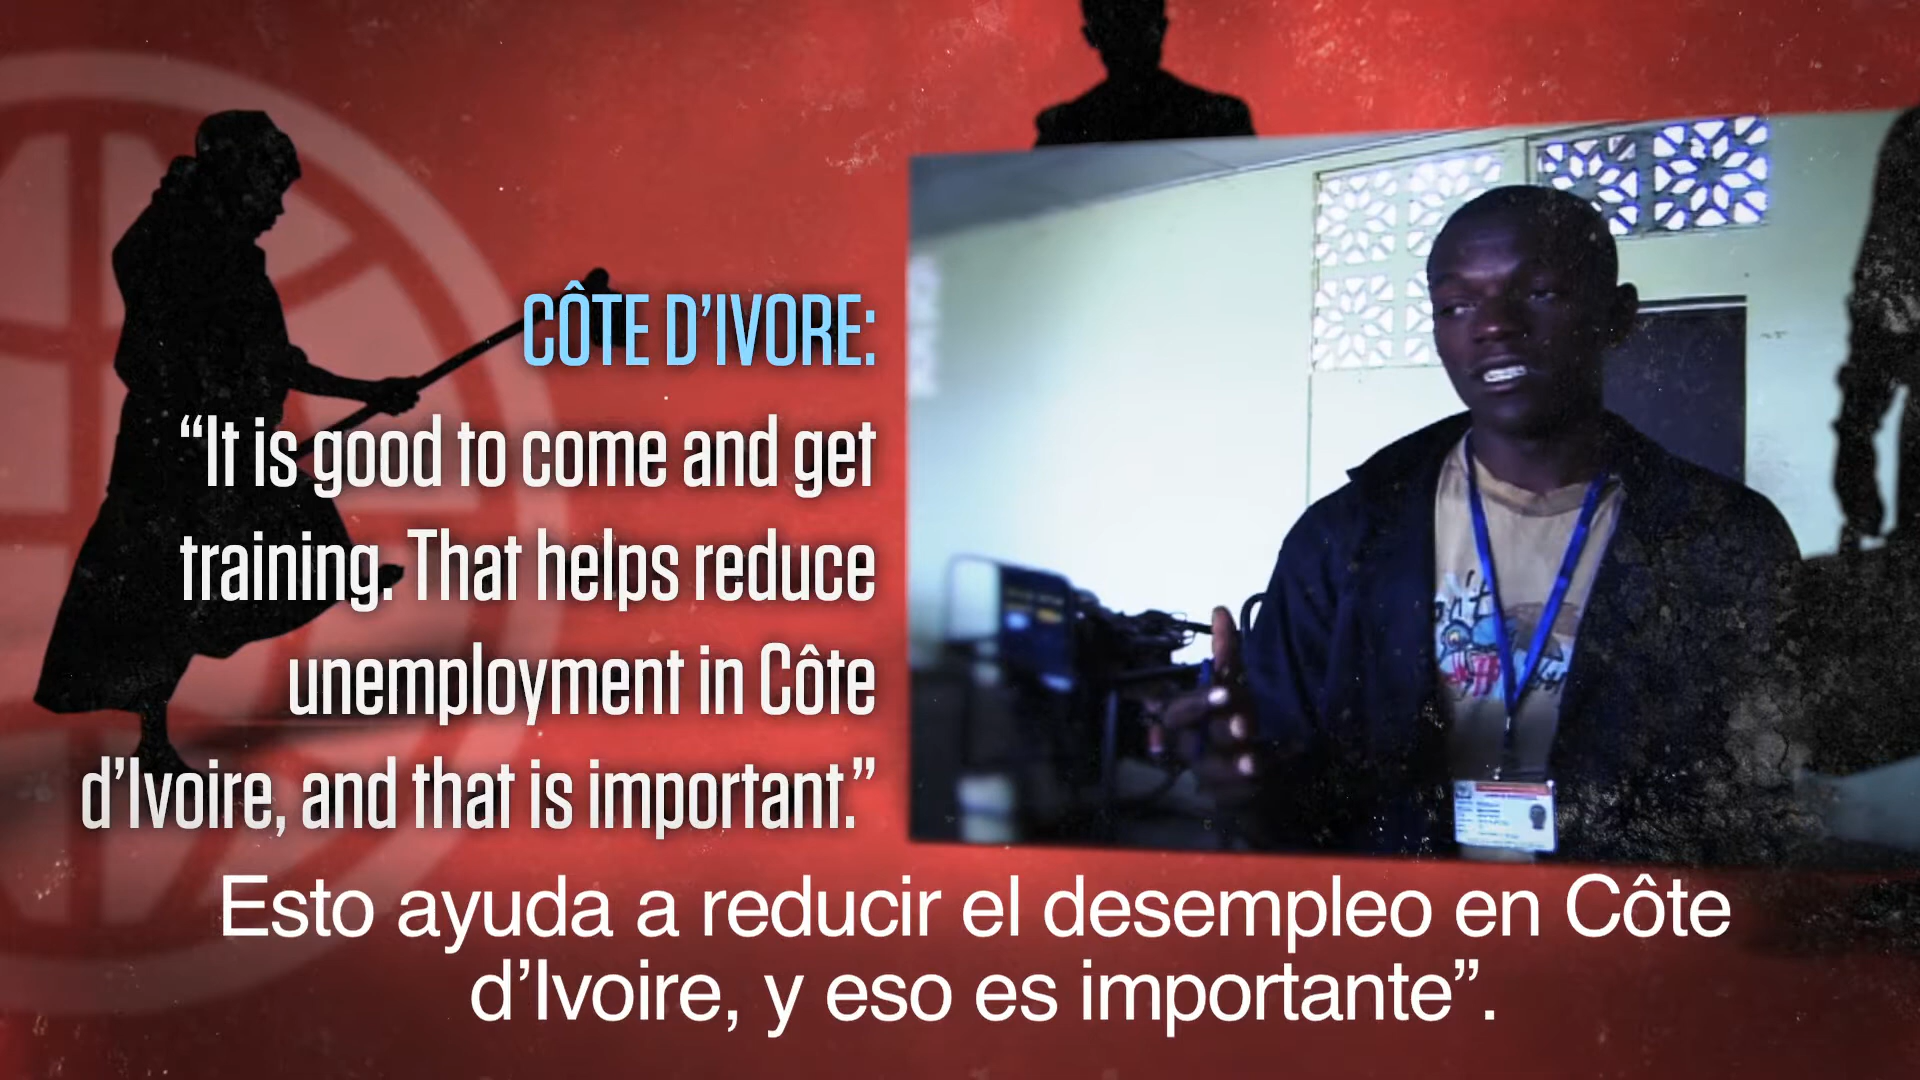 CÔTE D’IVORE:
“It is good to come and get
training. That helps reduce
unemployment in Côte
d’Ivoire, and that is important.”
Esto ayuda a reducir el desempleo en Côte
d’Ivoire, y eso es importante”.